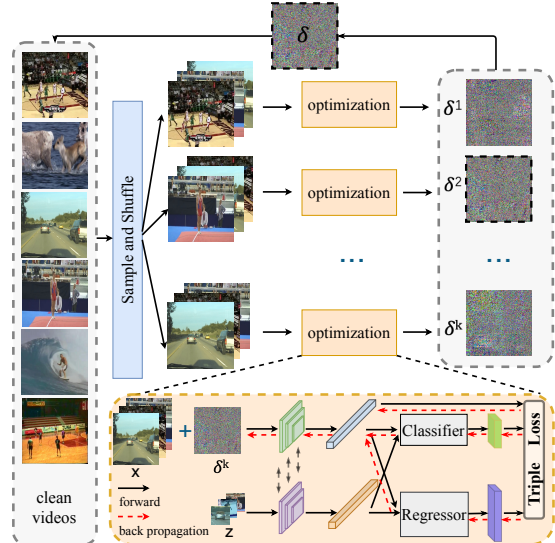 δ
Sample and Shuffle
optimization
δ1
optimization
δ2
...
...
optimization
δk
clean
videos
x
+
δk
z
forward
back propagation
Classifier
Regressor
Triple Loss